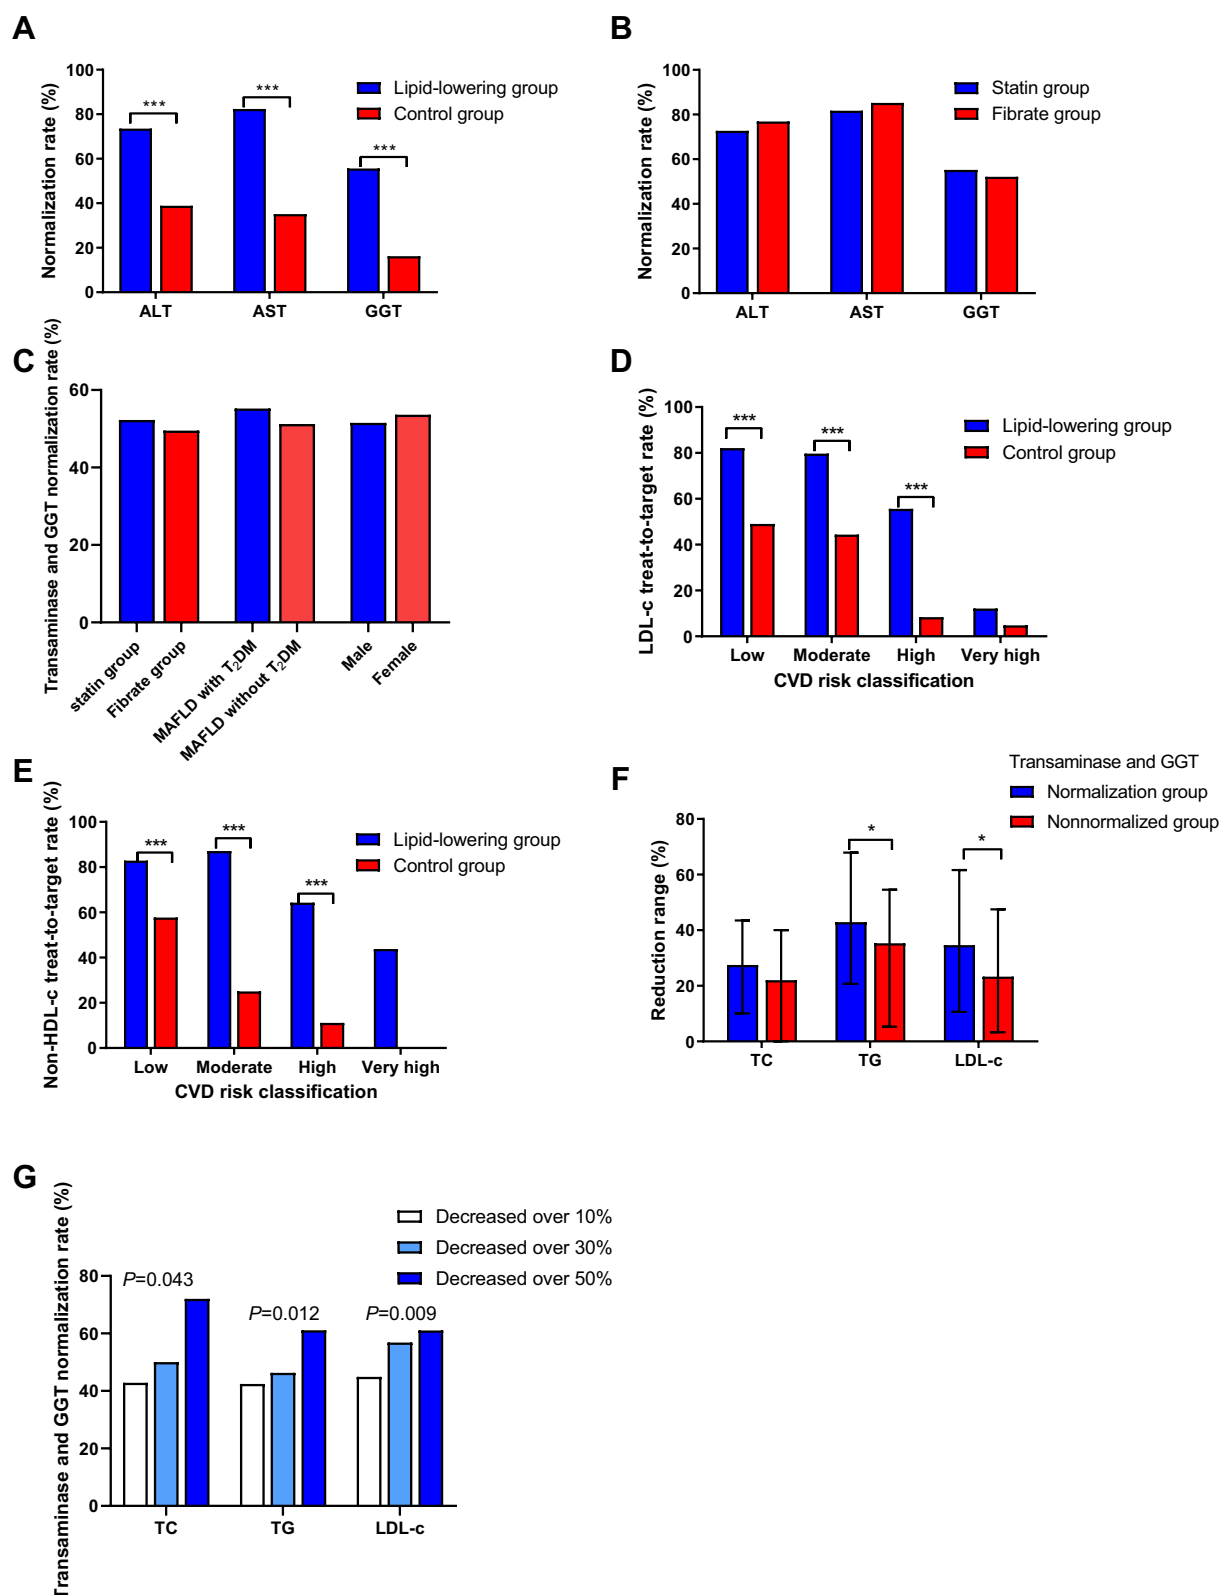 A
Normalization rate (%)
100
80
60
40
20
0
***
***
***
Lipid-lowering group
Control group
ALT
AST
GGT
B
Normalization rate (%)
100
80
60
40
20
0
Statin group
Fibrate group
ALT
AST
GGT
C
Transaminase and GGT normalization rate (%)
60
40
20
0
statin group
Fibrate group
MAFLD with T₂DM
MAFLD without T₂DM
Male
Female
D
LDL-c treat-to-target rate (%)
100
80
60
40
20
0
***
***
***
Lipid-lowering group
Control group
Low
Moderate
High
Very high
CVD risk classification
E
Non-HDL-c treat-to-target rate (%)
100
80
60
40
20
0
***
***
***
Lipid-lowering group
Control group
Low
Moderate
High
Very high
CVD risk classification
F
Transaminase and GGT
Normalization group
Nonnormalized group
Reduction range (%)
80
60
40
20
0
*
*
TC
TG
LDL-c
G
Transaminase and GGT normalization rate (%)
Decreased over 10%
Decreased over 30%
Decreased over 50%
80
60
40
20
0
P=0.043
P=0.012
P=0.009
TC
TG
LDL-c